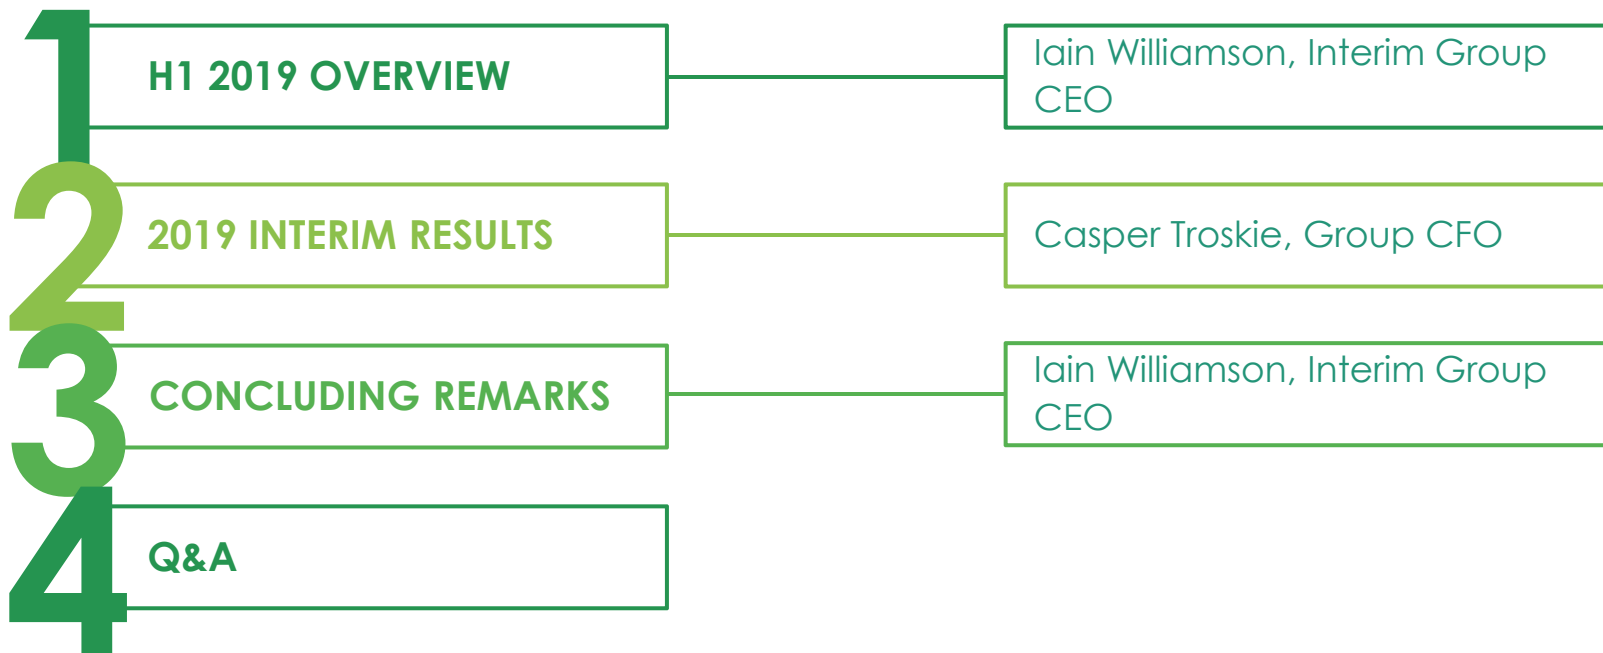 1
H1 2019 OVERVIEW
Iain Williamson, Interim Group
CEO
2
2019 INTERIM RESULTS
Casper Troskie, Group CFO
3
CONCLUDING REMARKS
Iain Williamson, Interim Group
CEO
4
Q&A